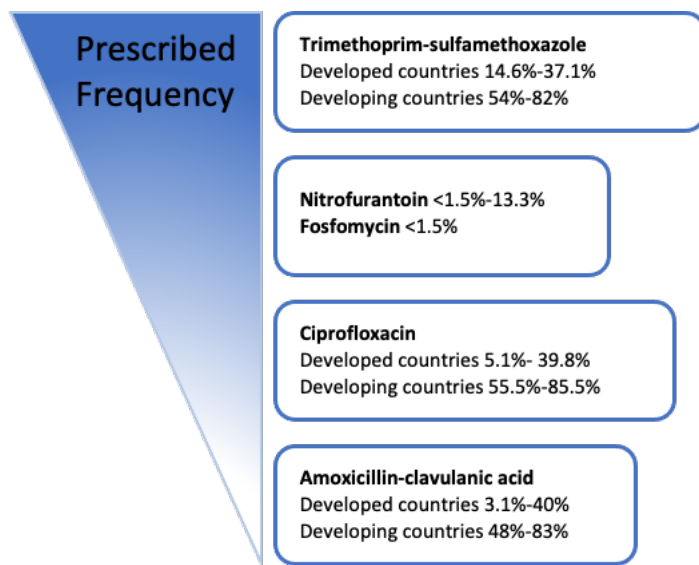 Prescribed
Frequency
Trimethoprim-sulfamethoxazole
Developed countries 14.6%-37.1%
Developing countries 54%-82%
Nitrofurantoin <1.5%-13.3%
Fosfomycin <1.5%
Ciprofloxacin
Developed countries 5.1%- 39.8%
Developing countries 55.5%-85.5%
Amoxicillin-clavulanic acid
Developed countries 3.1%-40%
Developing countries 48%-83%